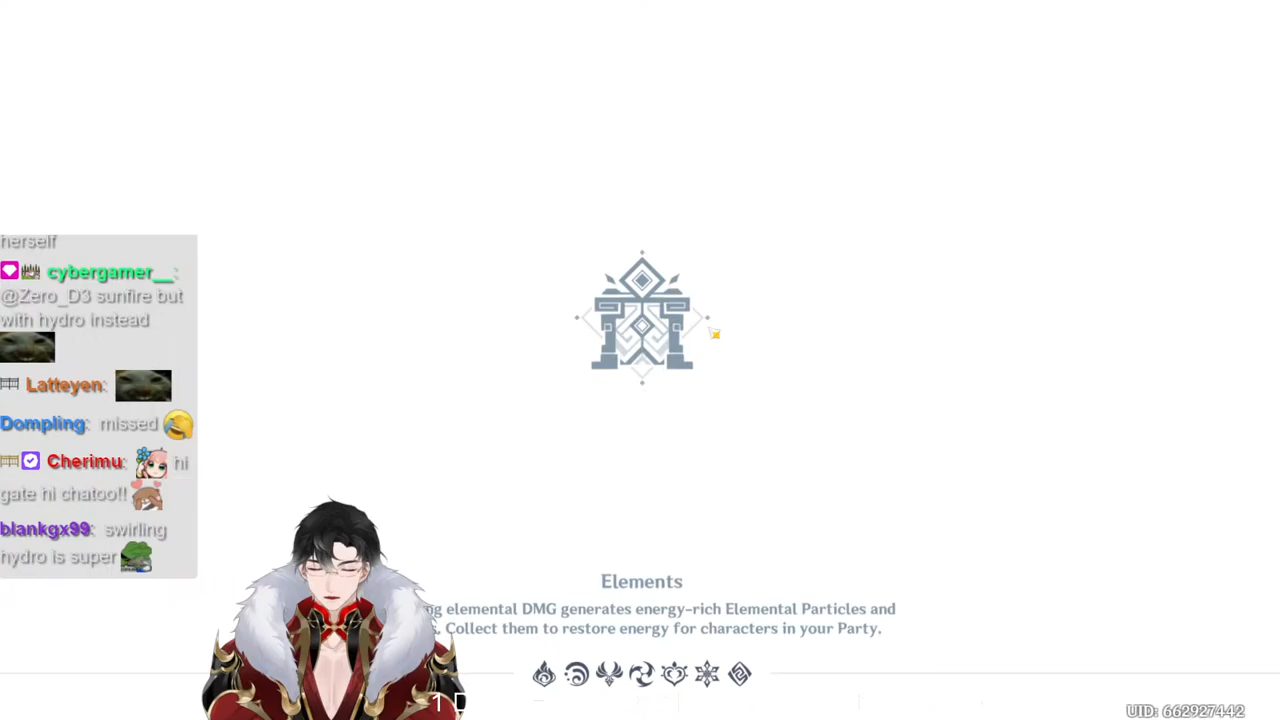 herself
cybergamer__:
@Zero_D3 sunfire but
with hydro instead
Latteyen:
Dompling: missed
Cherimu: hi
gate hi chatoo!!
blankgx99: swirling
hydro is super
Elements
elemental DMG generates energy-rich Elemental Particles and
Collect them to restore energy for characters in your Party.
UID: 662927442